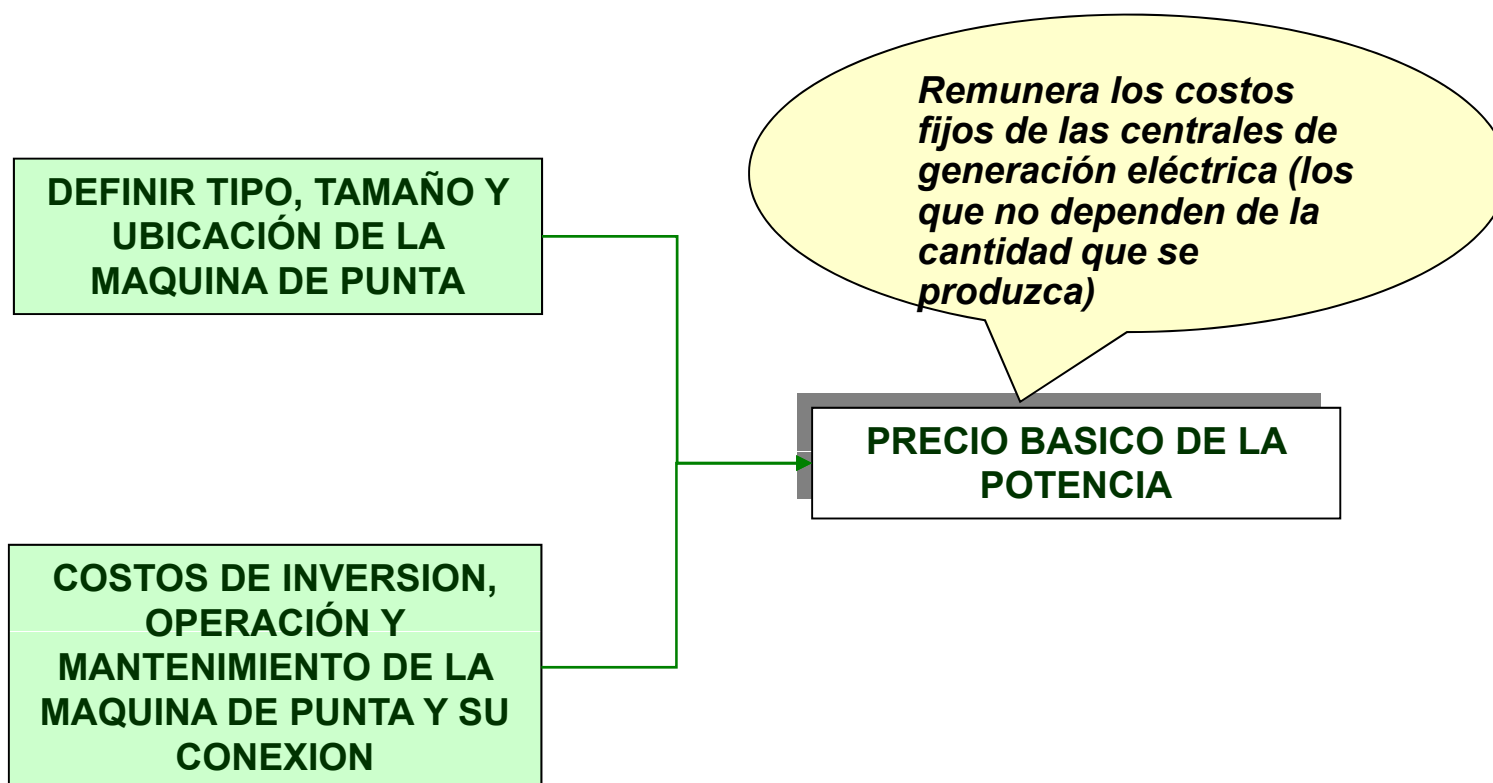 Remunera los costos
fijos de las centrales de
generación eléctrica (los
que no dependen de la
cantidad que se
produzca)
DEFINIR TIPO, TAMAÑO Y
UBICACIÓN DE LA
MAQUINA DE PUNTA
PRECIO BASICO DE LA
POTENCIA
COSTOS DE INVERSION,
OPERACIÓN Y
MANTENIMIENTO DE LA
MAQUINA DE PUNTA Y SU
CONEXION